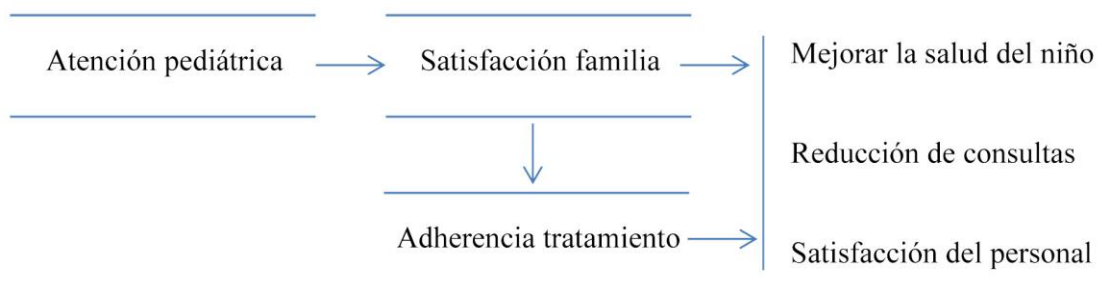 Atención pediátrica
Satisfacción familia
Mejorar la salud del niño
Reducción de consultas
Adherencia tratamiento
Satisfacción del personal